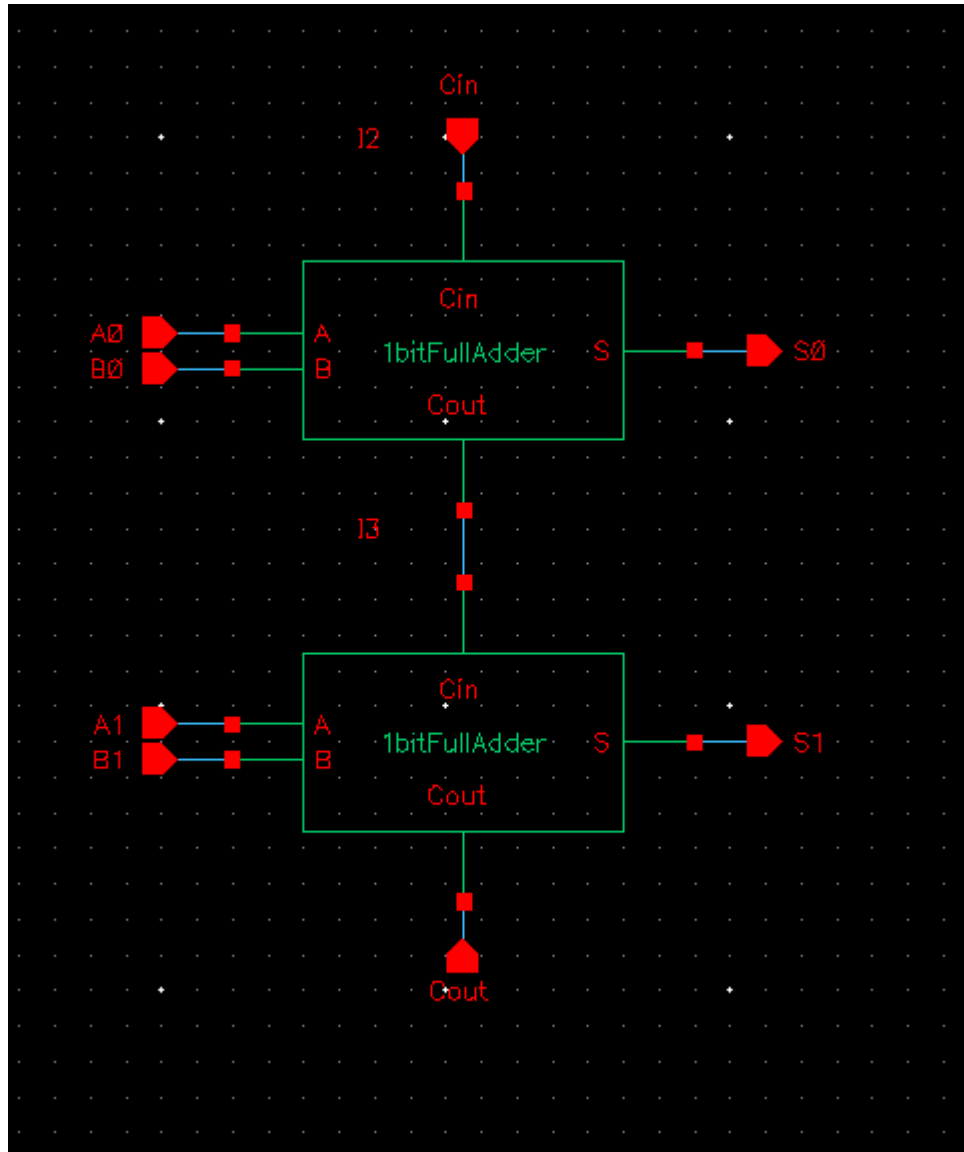 Cin
I2
Cin
A0 A
1bitFullAdder S S0
B0 B
Cout
I3
Cin
A1 A
1bitFullAdder S S1
B1 B
Cout
Cout